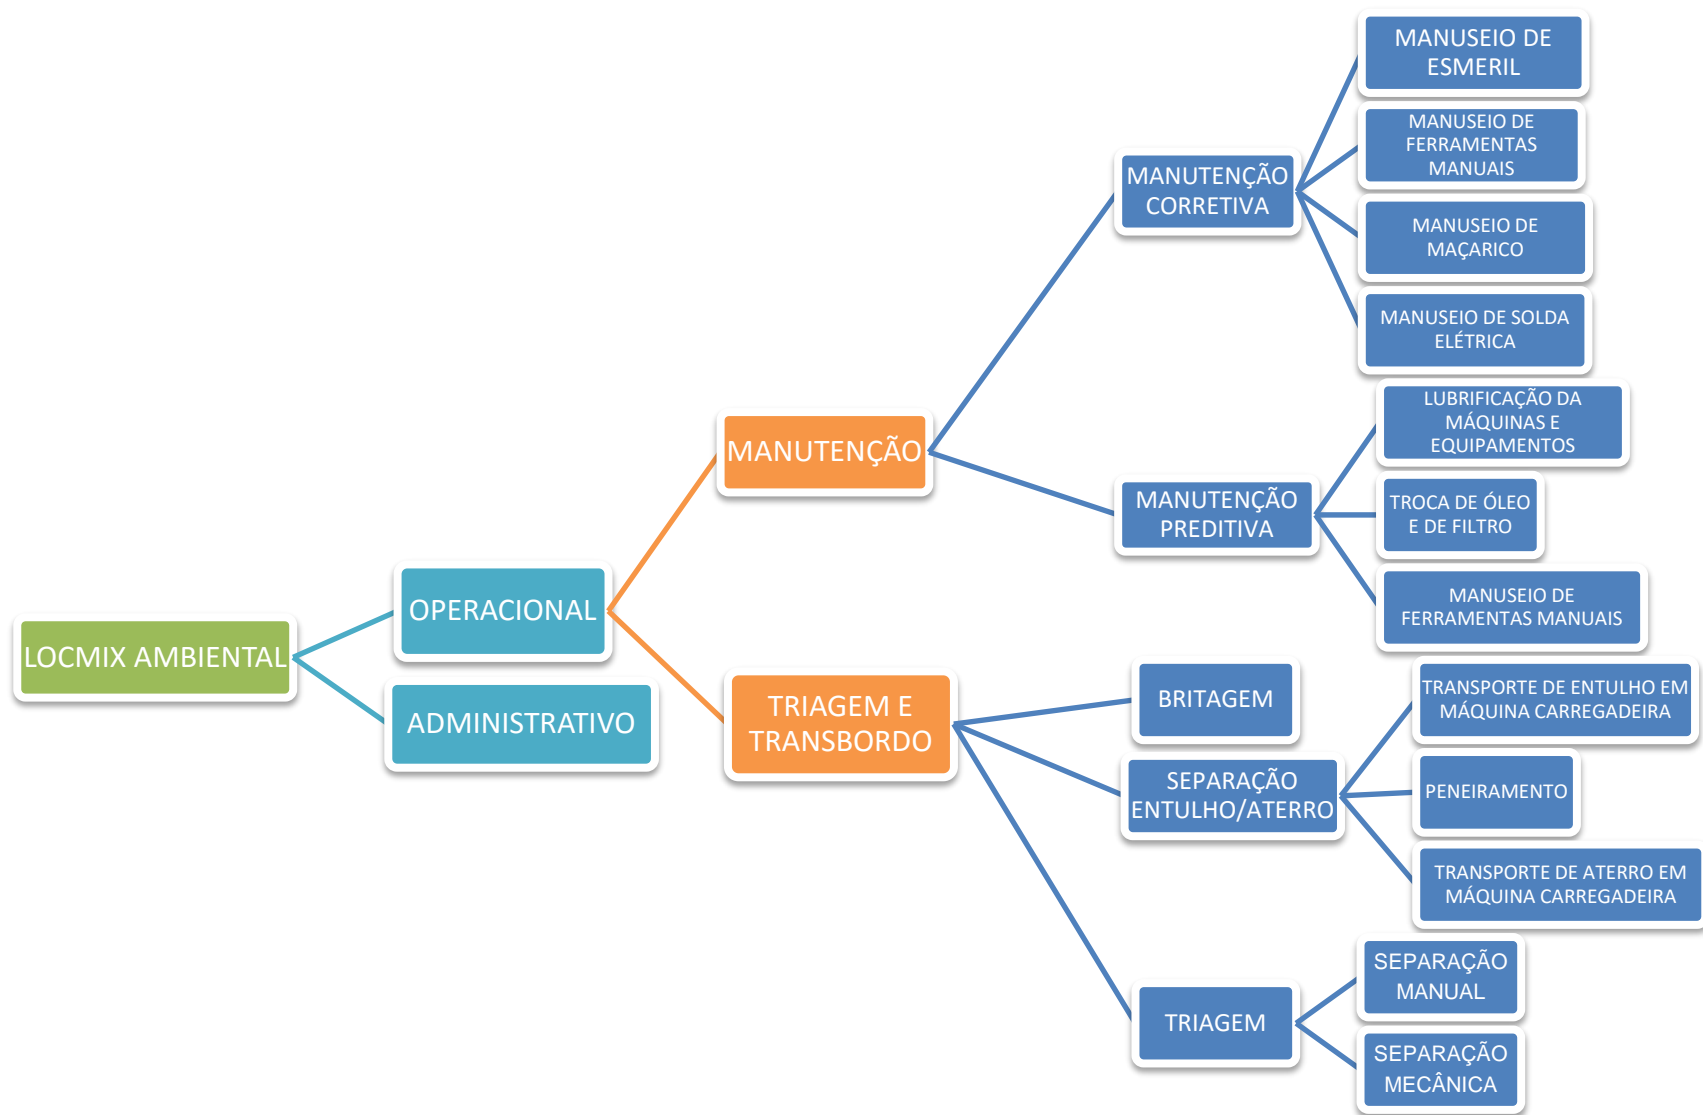 LOCMIX AMBIENTAL
OPERACIONAL
ADMINISTRATIVO
MANUTENÇÃO
TRIAGEM E
TRANSBORDO
MANUTENÇÃO
CORRETIVA
MANUTENÇÃO
PREDITIVA
BRITAGEM
SEPARAÇÃO
ENTULHO/ATERRO
TRIAGEM
MANUSEIO DE
ESMERIL
MANUSEIO DE
FERRAMENTAS
MANUAIS
MANUSEIO DE
MAÇARICO
MANUSEIO DE SOLDA
ELÉTRICA
LUBRIFICAÇÃO DA
MÁQUINAS E
EQUIPAMENTOS
TROCA DE ÓLEO
E DE FILTRO
MANUSEIO DE
FERRAMENTAS MANUAIS
TRANSPORTE DE ENTULHO EM
MÁQUINA CARREGADEIRA
PENEIRAMENTO
TRANSPORTE DE ATERRO EM
MÁQUINA CARREGADEIRA
SEPARAÇÃO
MANUAL
SEPARAÇÃO
MECÂNICA